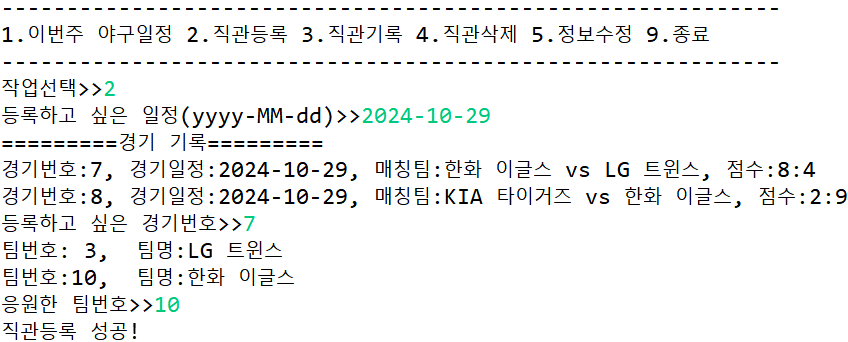 ------------------------------------------------------------
1.이번주 야구일정 2.직관등록 3.직관기록 4.직관삭제 5.정보수정 9.종료
------------------------------------------------------------
작업선택>>2
등록하고 싶은 일정(yyyy-MM-dd)>>2024-10-29
=========경기 기록=========
경기번호:7, 경기일정:2024-10-29, 매칭팀:한화 이글스 vs LG 트윈스, 점수:8:4
경기번호:8, 경기일정:2024-10-29, 매칭팀:KIA 타이거즈 vs 한화 이글스, 점수:2:9
등록하고 싶은 경기번호>>7
팀번호: 3,  팀명:LG 트윈스
팀번호:10,  팀명:한화 이글스
응원한 팀번호>>10
직관등록 성공!